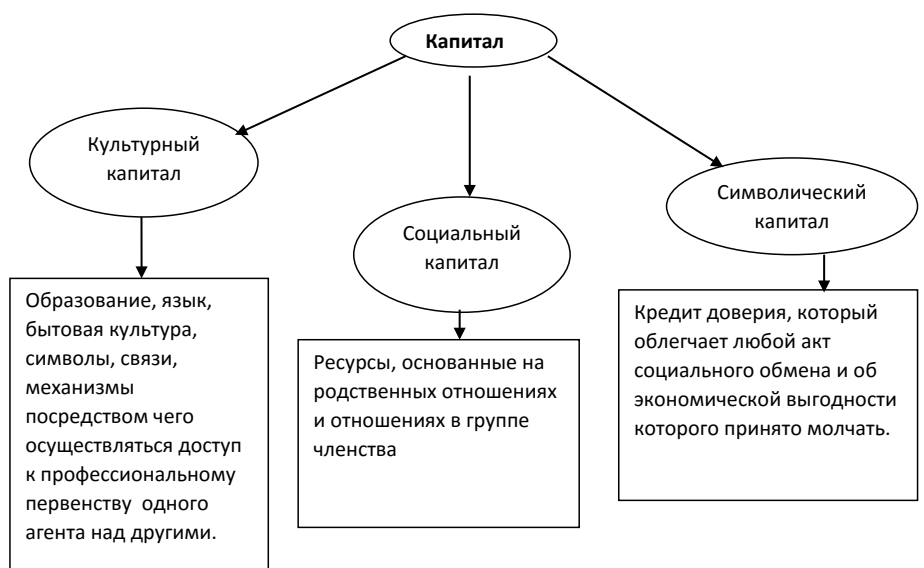 Капитал
Культурный
капитал
Социальный
капитал
Символический
капитал
Образование, язык,
бытовая культура,
символы, связи,
механизмы
посредством чего
осуществляться доступ
к профессиональному
первенству одного
агента над другими.
Ресурсы, основанные на
родственных отношениях
и отношениях в группе
членства
Кредит доверия, который
облегчает любой акт
социального обмена и об
экономической выгодности
которого принято молчать.